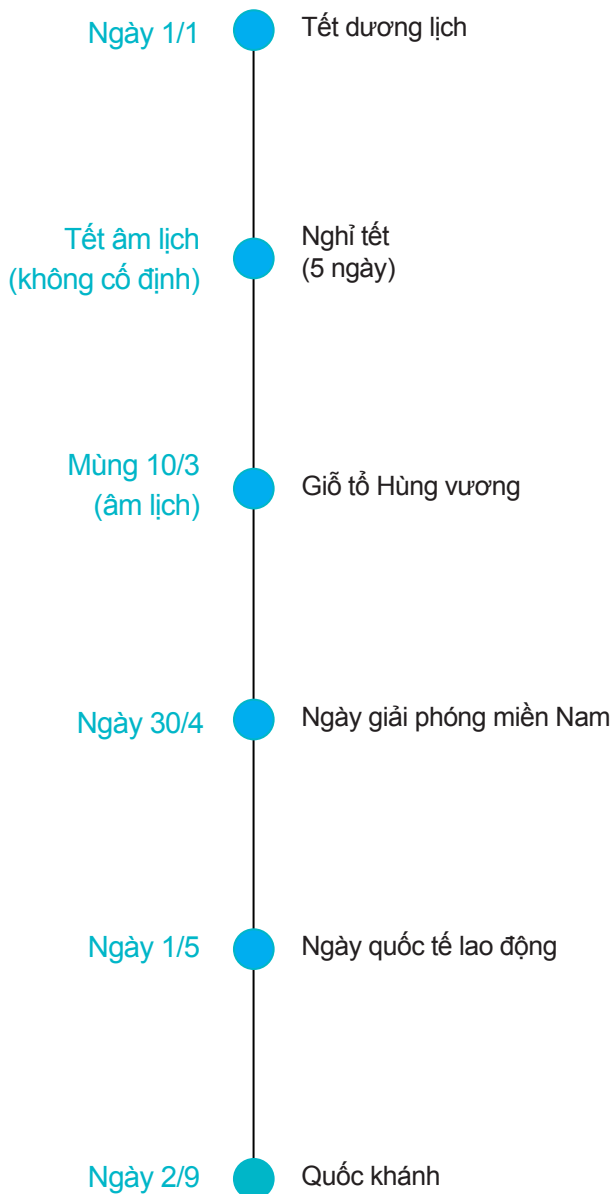 Ngày 1/1
Tết dương lịch
Tết âm lịch
(không cố định)
Nghỉ tết
(5 ngày)
Mùng 10/3
(âm lịch)
Giỗ tổ Hùng vương
Ngày 30/4
Ngày giải phóng miền Nam
Ngày 1/5
Ngày quốc tế lao động
Ngày 2/9
Quốc khánh